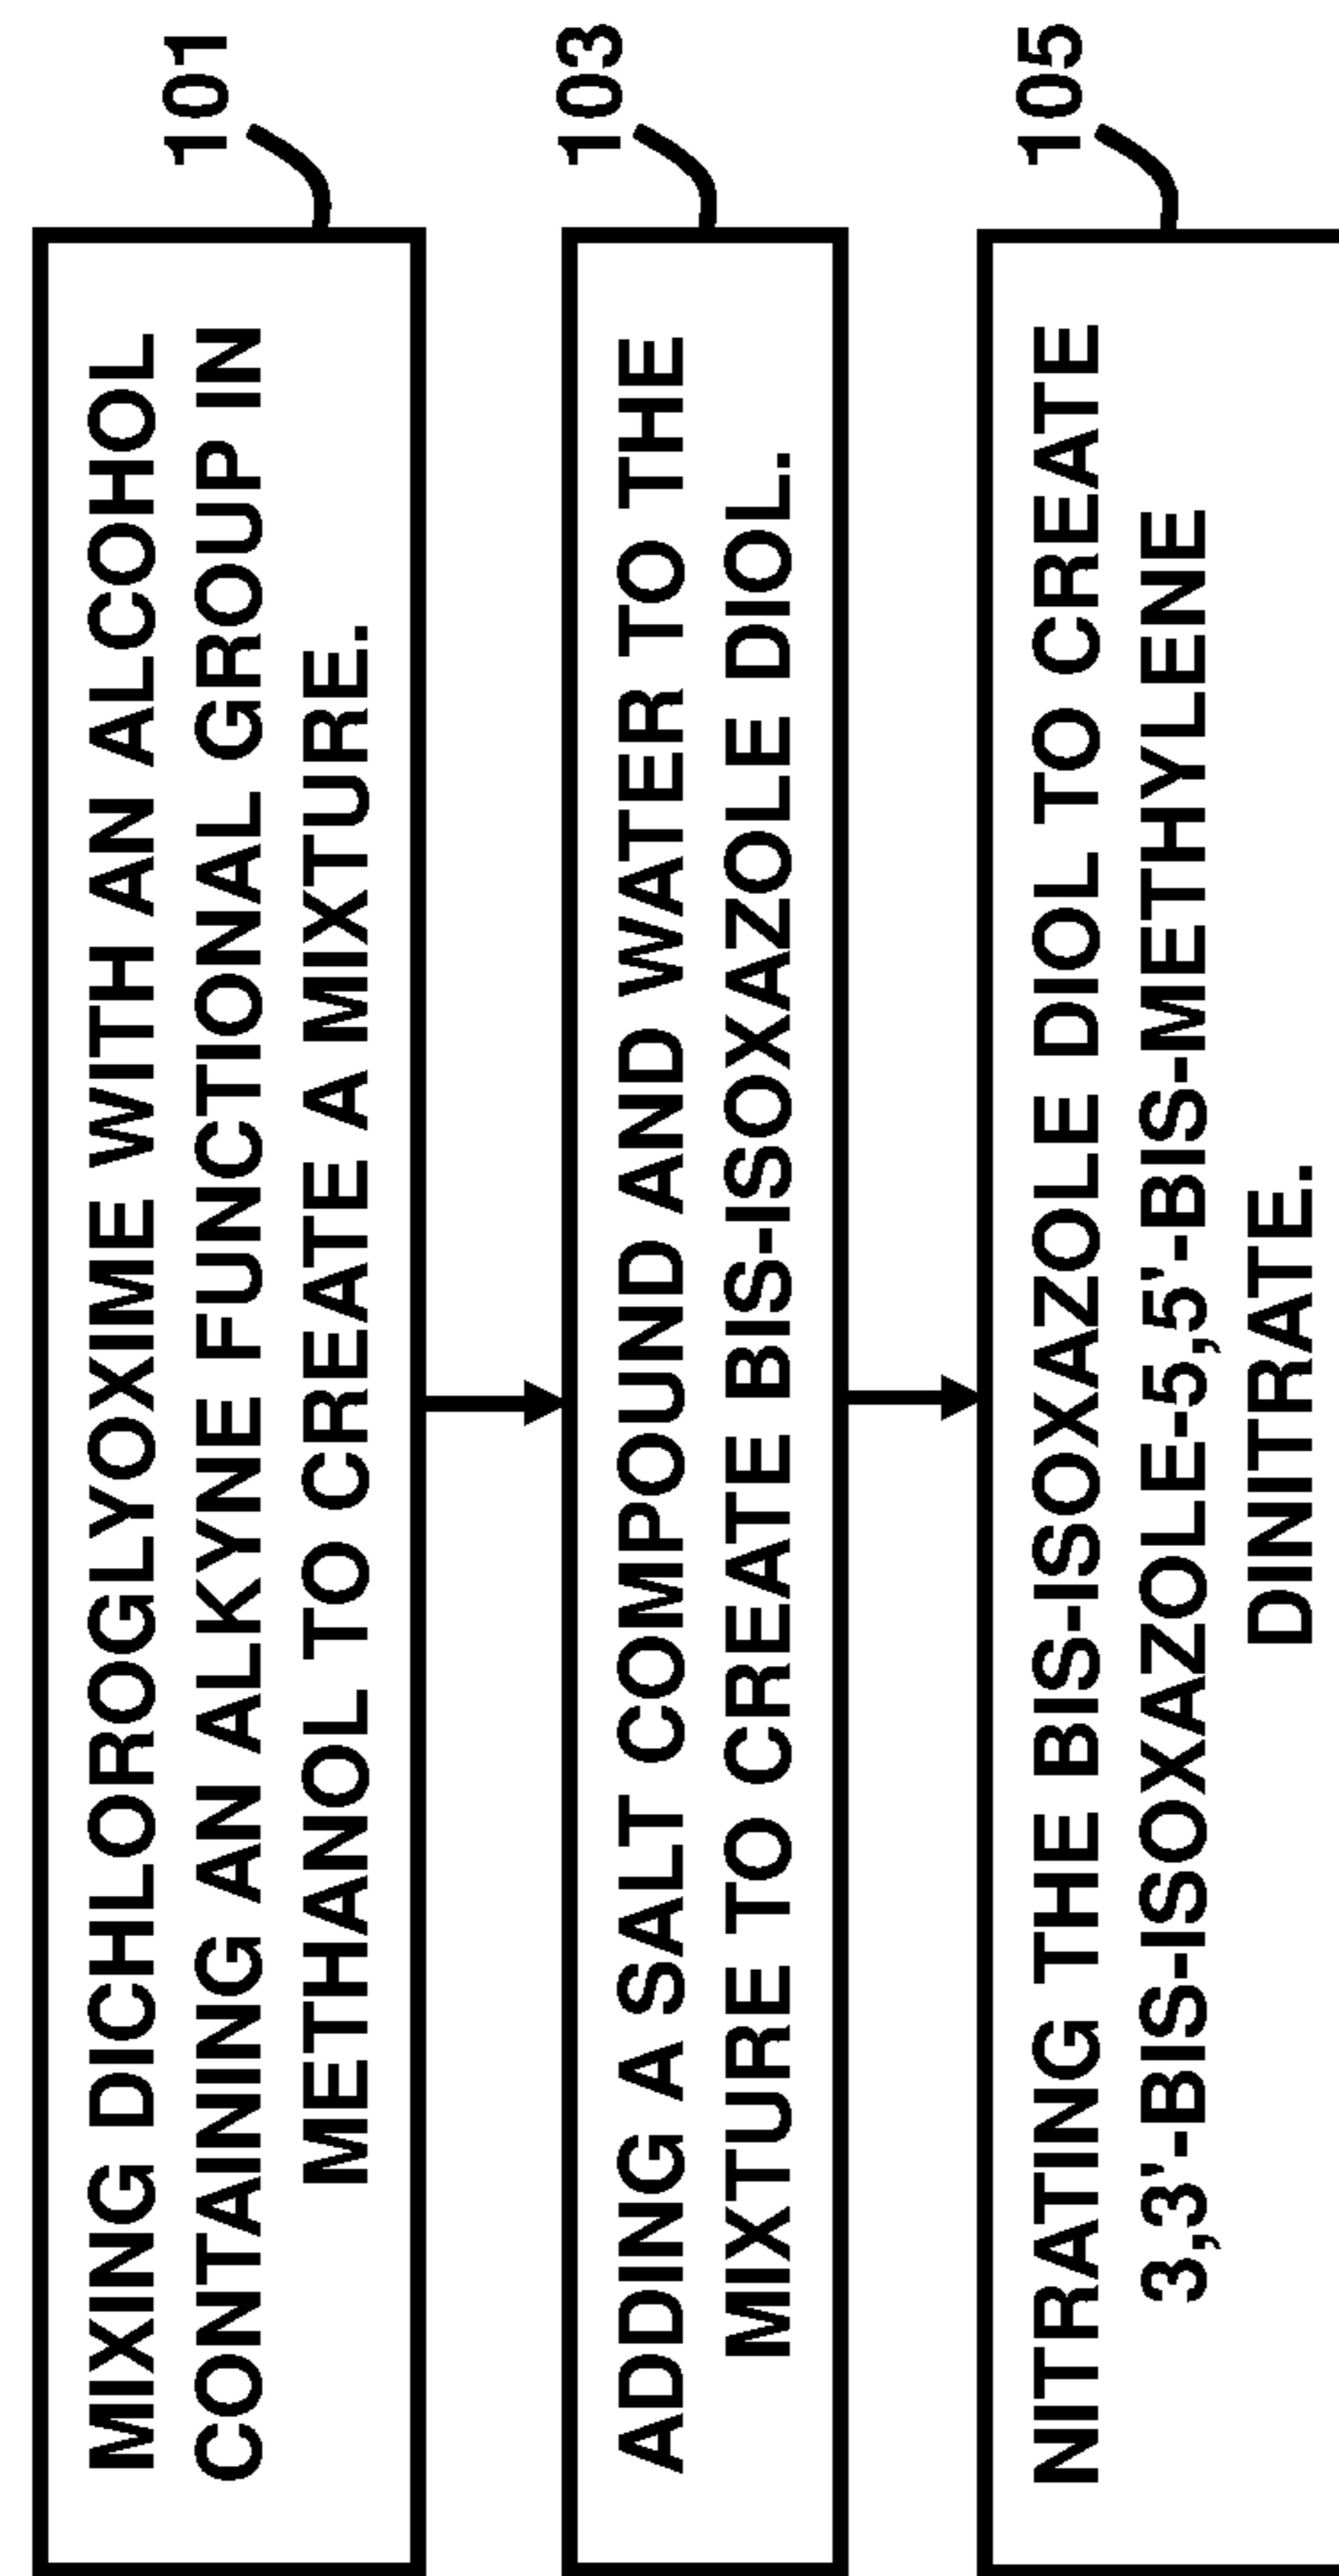 101
MIXING DICHLOROGLYOXIME WITH AN ALCOHOL
CONTAINING AN ALKYNE FUNCTIONAL GROUP IN
METHANOL TO CREATE A MIXTURE.
103
ADDING A SALT COMPOUND AND WATER TO THE
MIXTURE TO CREATE BIS-ISOXAZOLE DIOL.
105
NITRATING THE BIS-ISOXAZOLE DIOL TO CREATE
3,3'-BIS-ISOXAZOLE-5,5'-BIS-METHYLENE
DINITRATE.